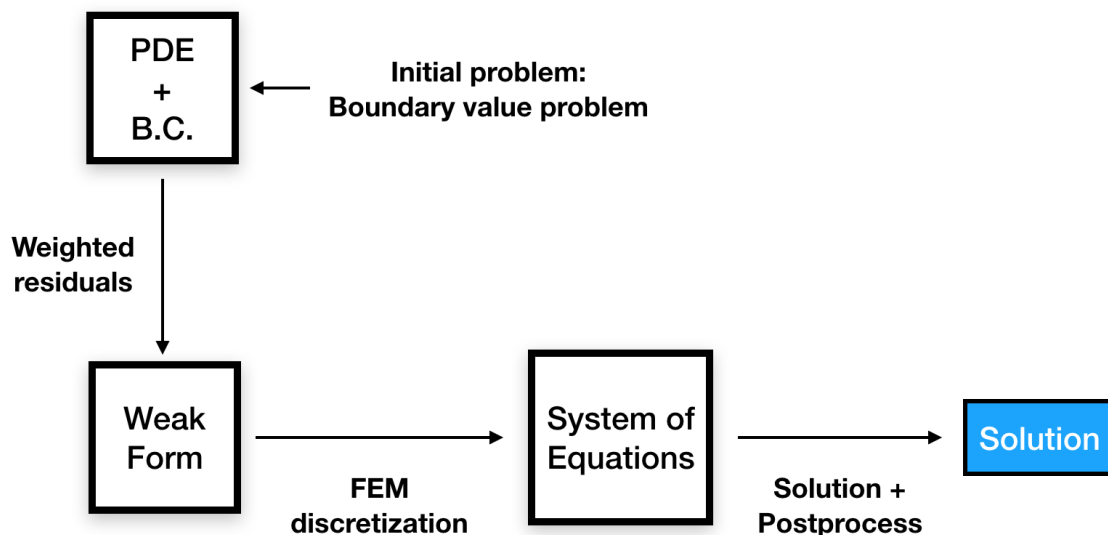 PDE
+
B.C.
Initial problem:
Boundary value problem
Weighted
residuals
Weak
Form
FEM
discretization
System of
Equations
Solution +
Postprocess
Solution